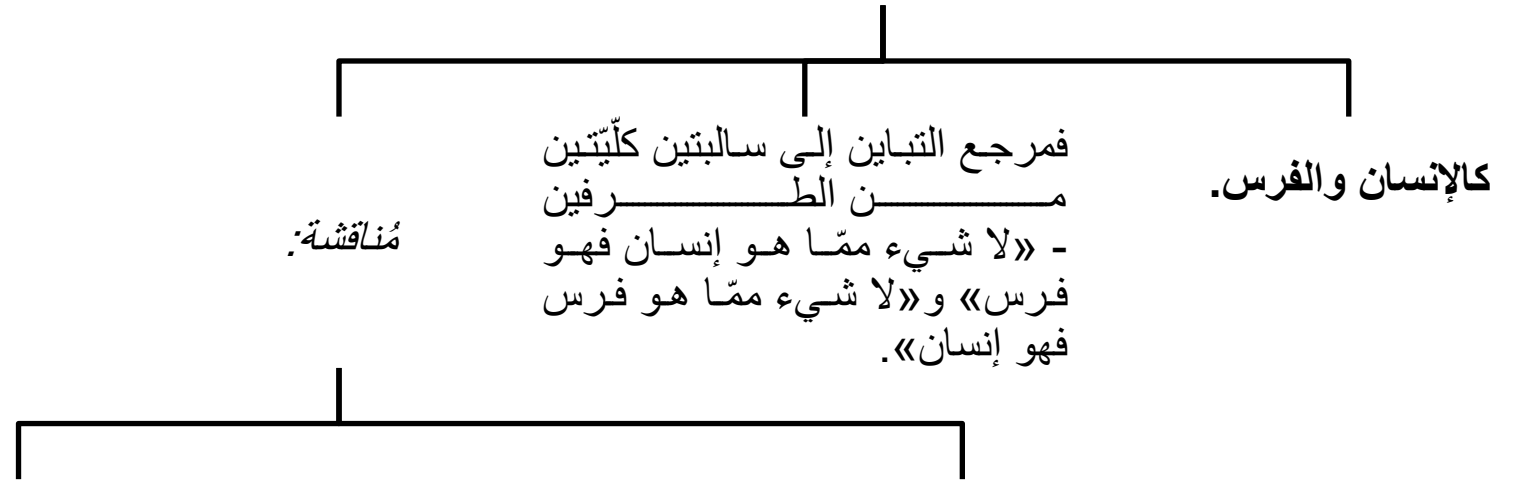 كالإنسان والفرس.
فمرجع التباين إلى سالبتين كلّيّتين
من الطرفين
- «لا شيء ممّا هو إنسان فهو
فرس» و«لا شيء ممّا هو فرس
فهو إنسان».
مُناقشة: